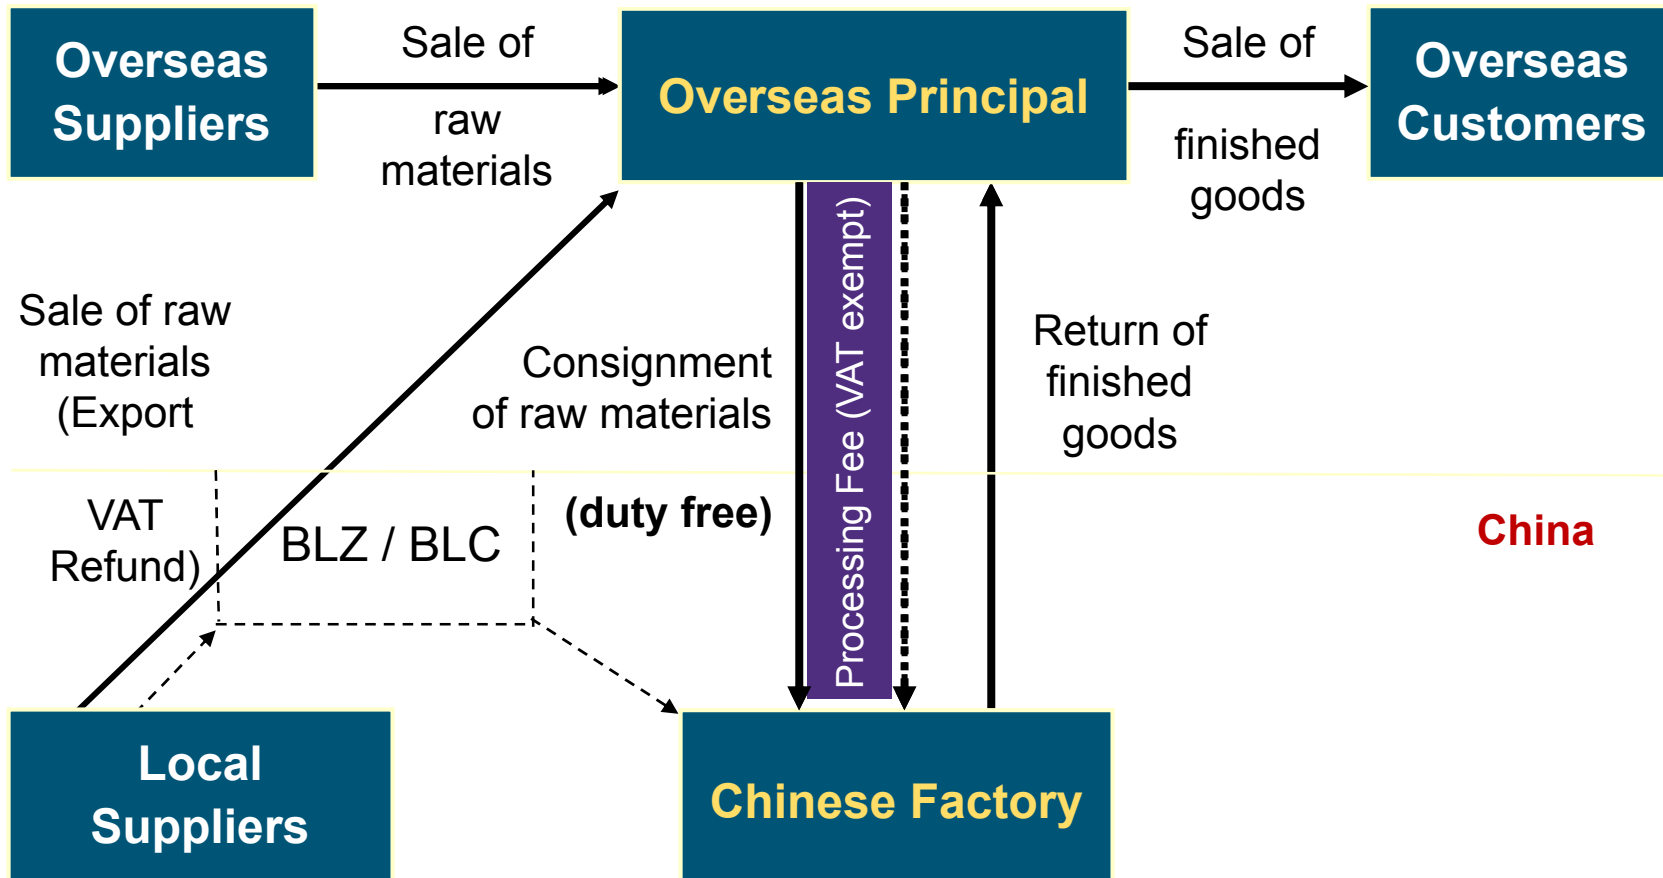 Overseas
Suppliers
Sale of
raw
materials
Overseas Principal
Sale of
finished
goods
Overseas
Customers
Sale of raw
materials
(Export
VAT
Refund)
BLZ / BLC
Consignment
of raw materials
(duty free)
Processing Fee (VAT exempt)
Return of
finished
goods
China
Local
Suppliers
Chinese Factory